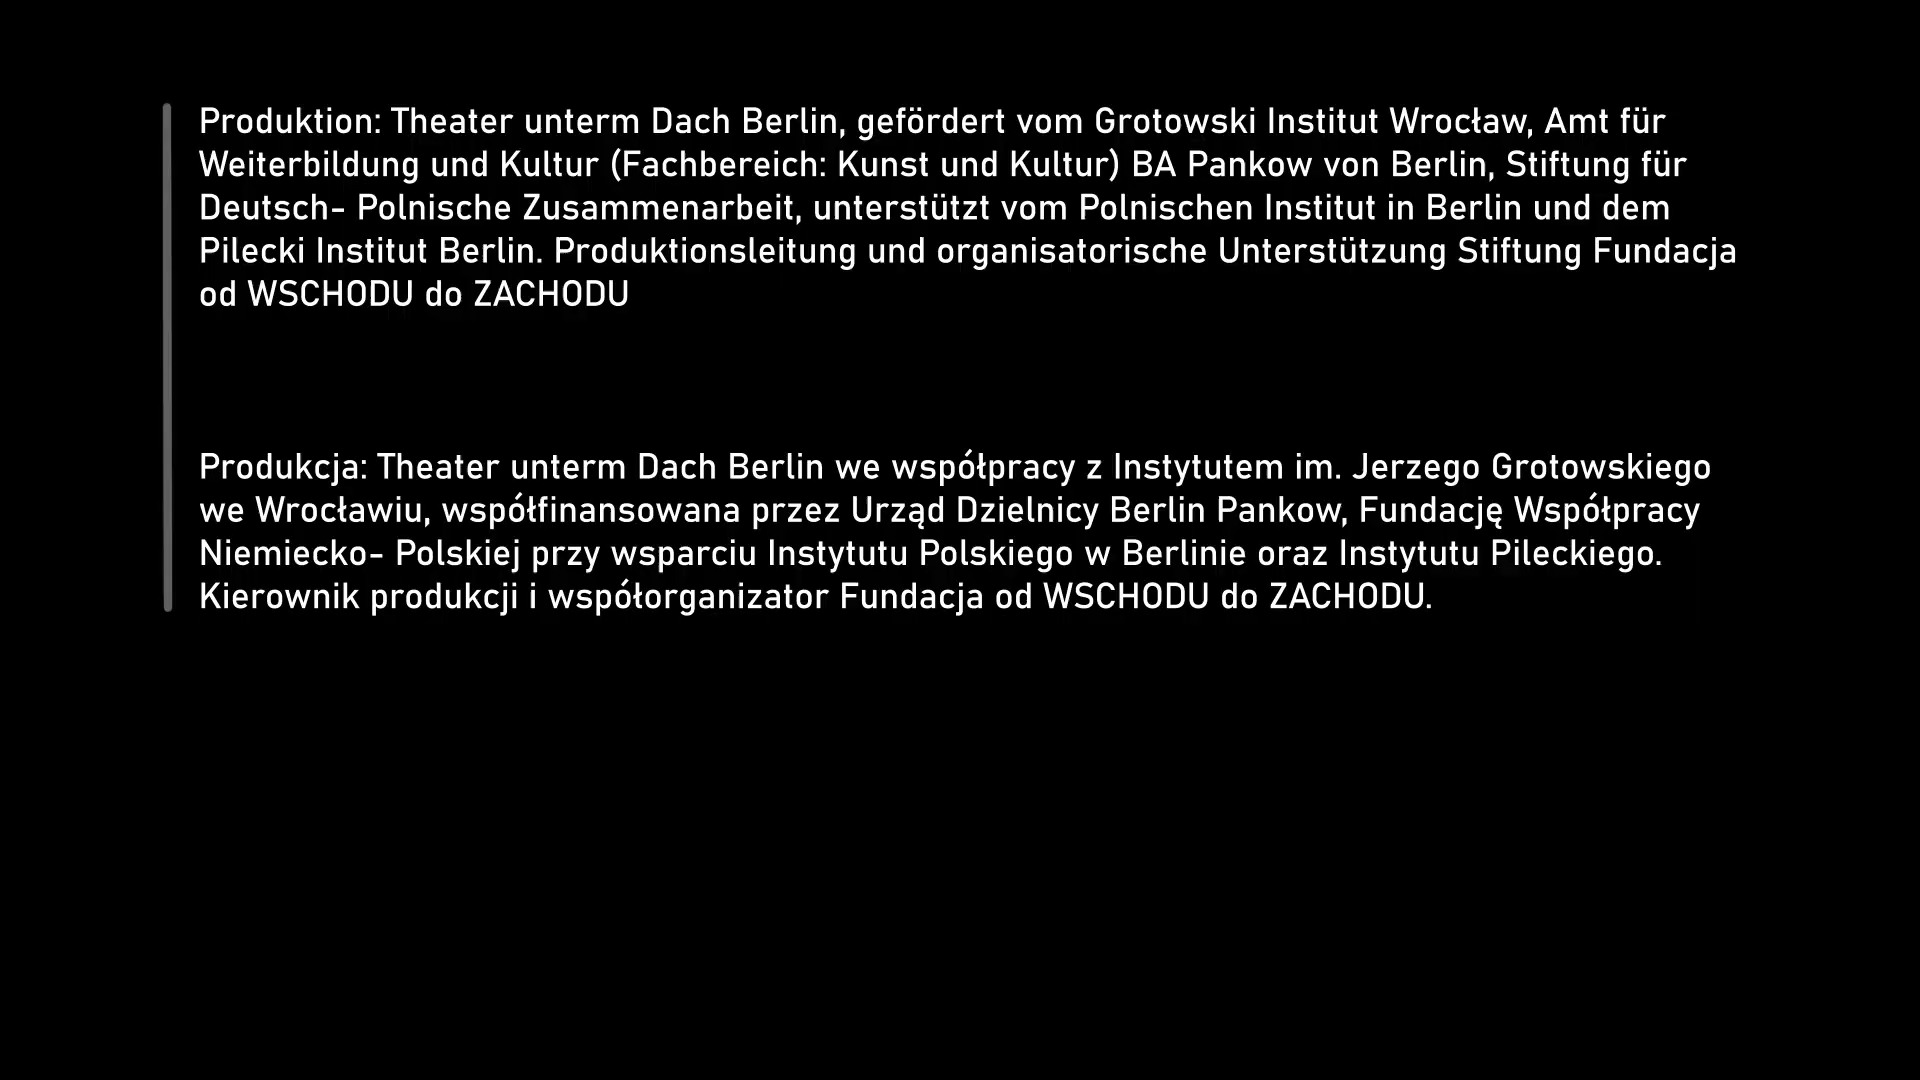 Produktion: Theater unterm Dach Berlin, gefördert vom Grotowski Institut Wrocław, Amt für
Weiterbildung und Kultur (Fachbereich: Kunst und Kultur) BA Pankow von Berlin, Stiftung für
Deutsch- Polnische Zusammenarbeit, unterstützt vom Polnischen Institut in Berlin und dem
Pilecki Institut Berlin. Produktionsleitung und organisatorische Unterstützung Stiftung Fundacja
od WSCHODU do ZACHODU
Produkcja: Theater unterm Dach Berlin we współpracy z Instytutem im. Jerzego Grotowskiego
we Wrocławiu, współfinansowana przez Urząd Dzielnicy Berlin Pankow, Fundację Współpracy
Niemiecko- Polskiej przy wsparciu Instytutu Polskiego w Berlinie oraz Instytutu Pileckiego.
Kierownik produkcji i współorganizator Fundacja od WSCHODU do ZACHODU.